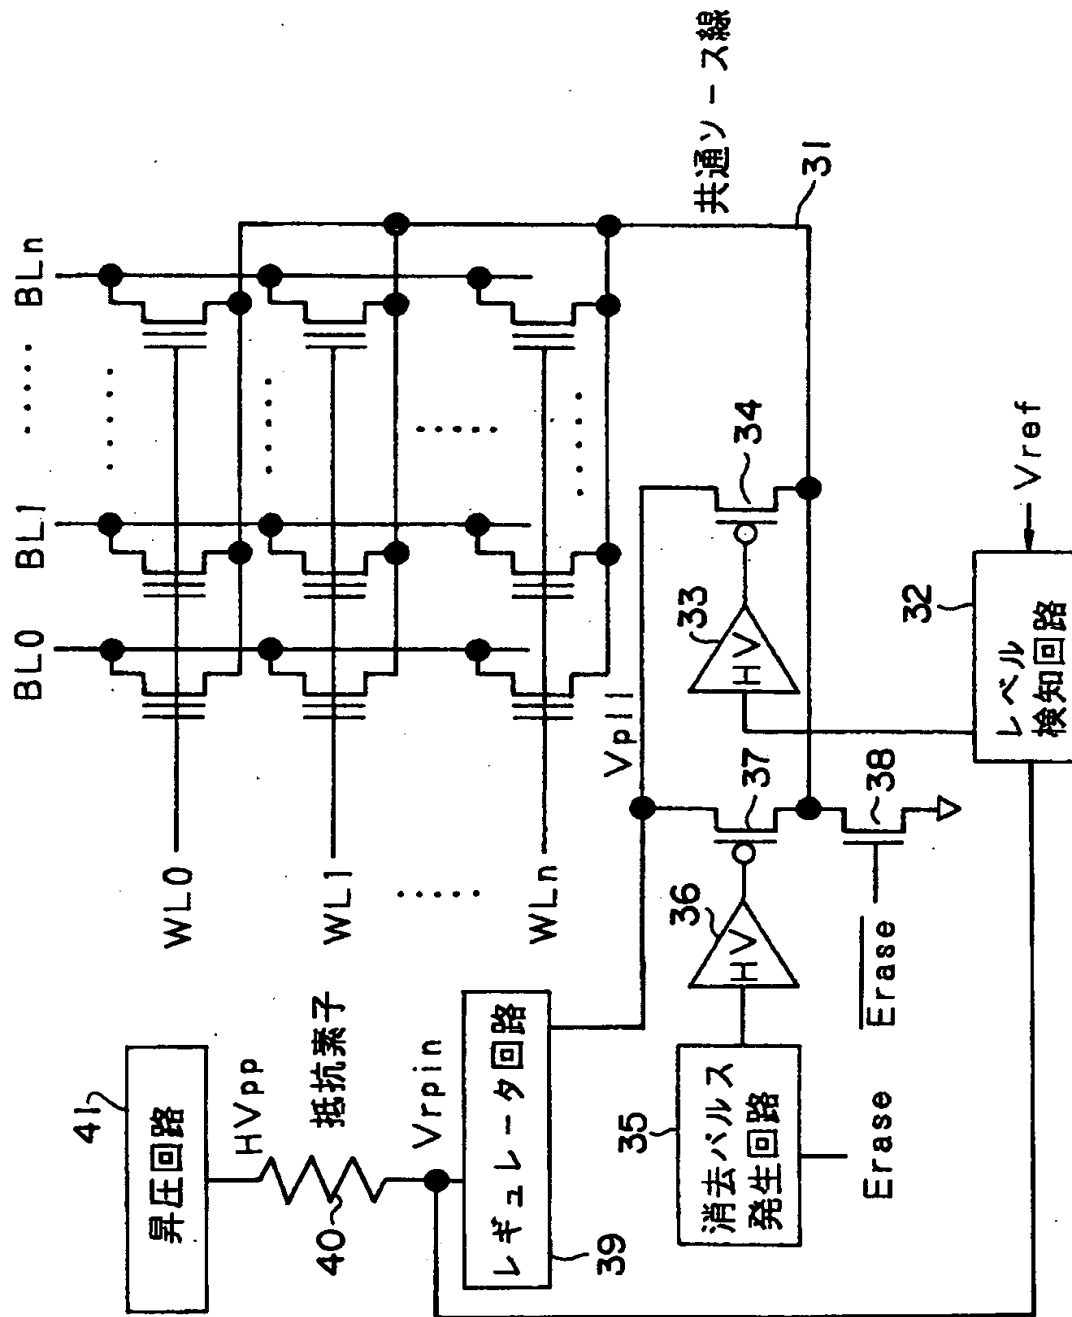 BL0
BL1
.....
BLn
WL0
WL1
.....
WLn
.....
.....
.....
.....
共通ソース線
31
41
昇圧回路
HVpp
40
抵抗素子
Vrpin
レギュレータ回路
39
Vpl1
35
消去パルス
発生回路
Erase
36
HV
37
38
Erase
33
HV
34
32
レベル
検知回路
Vref